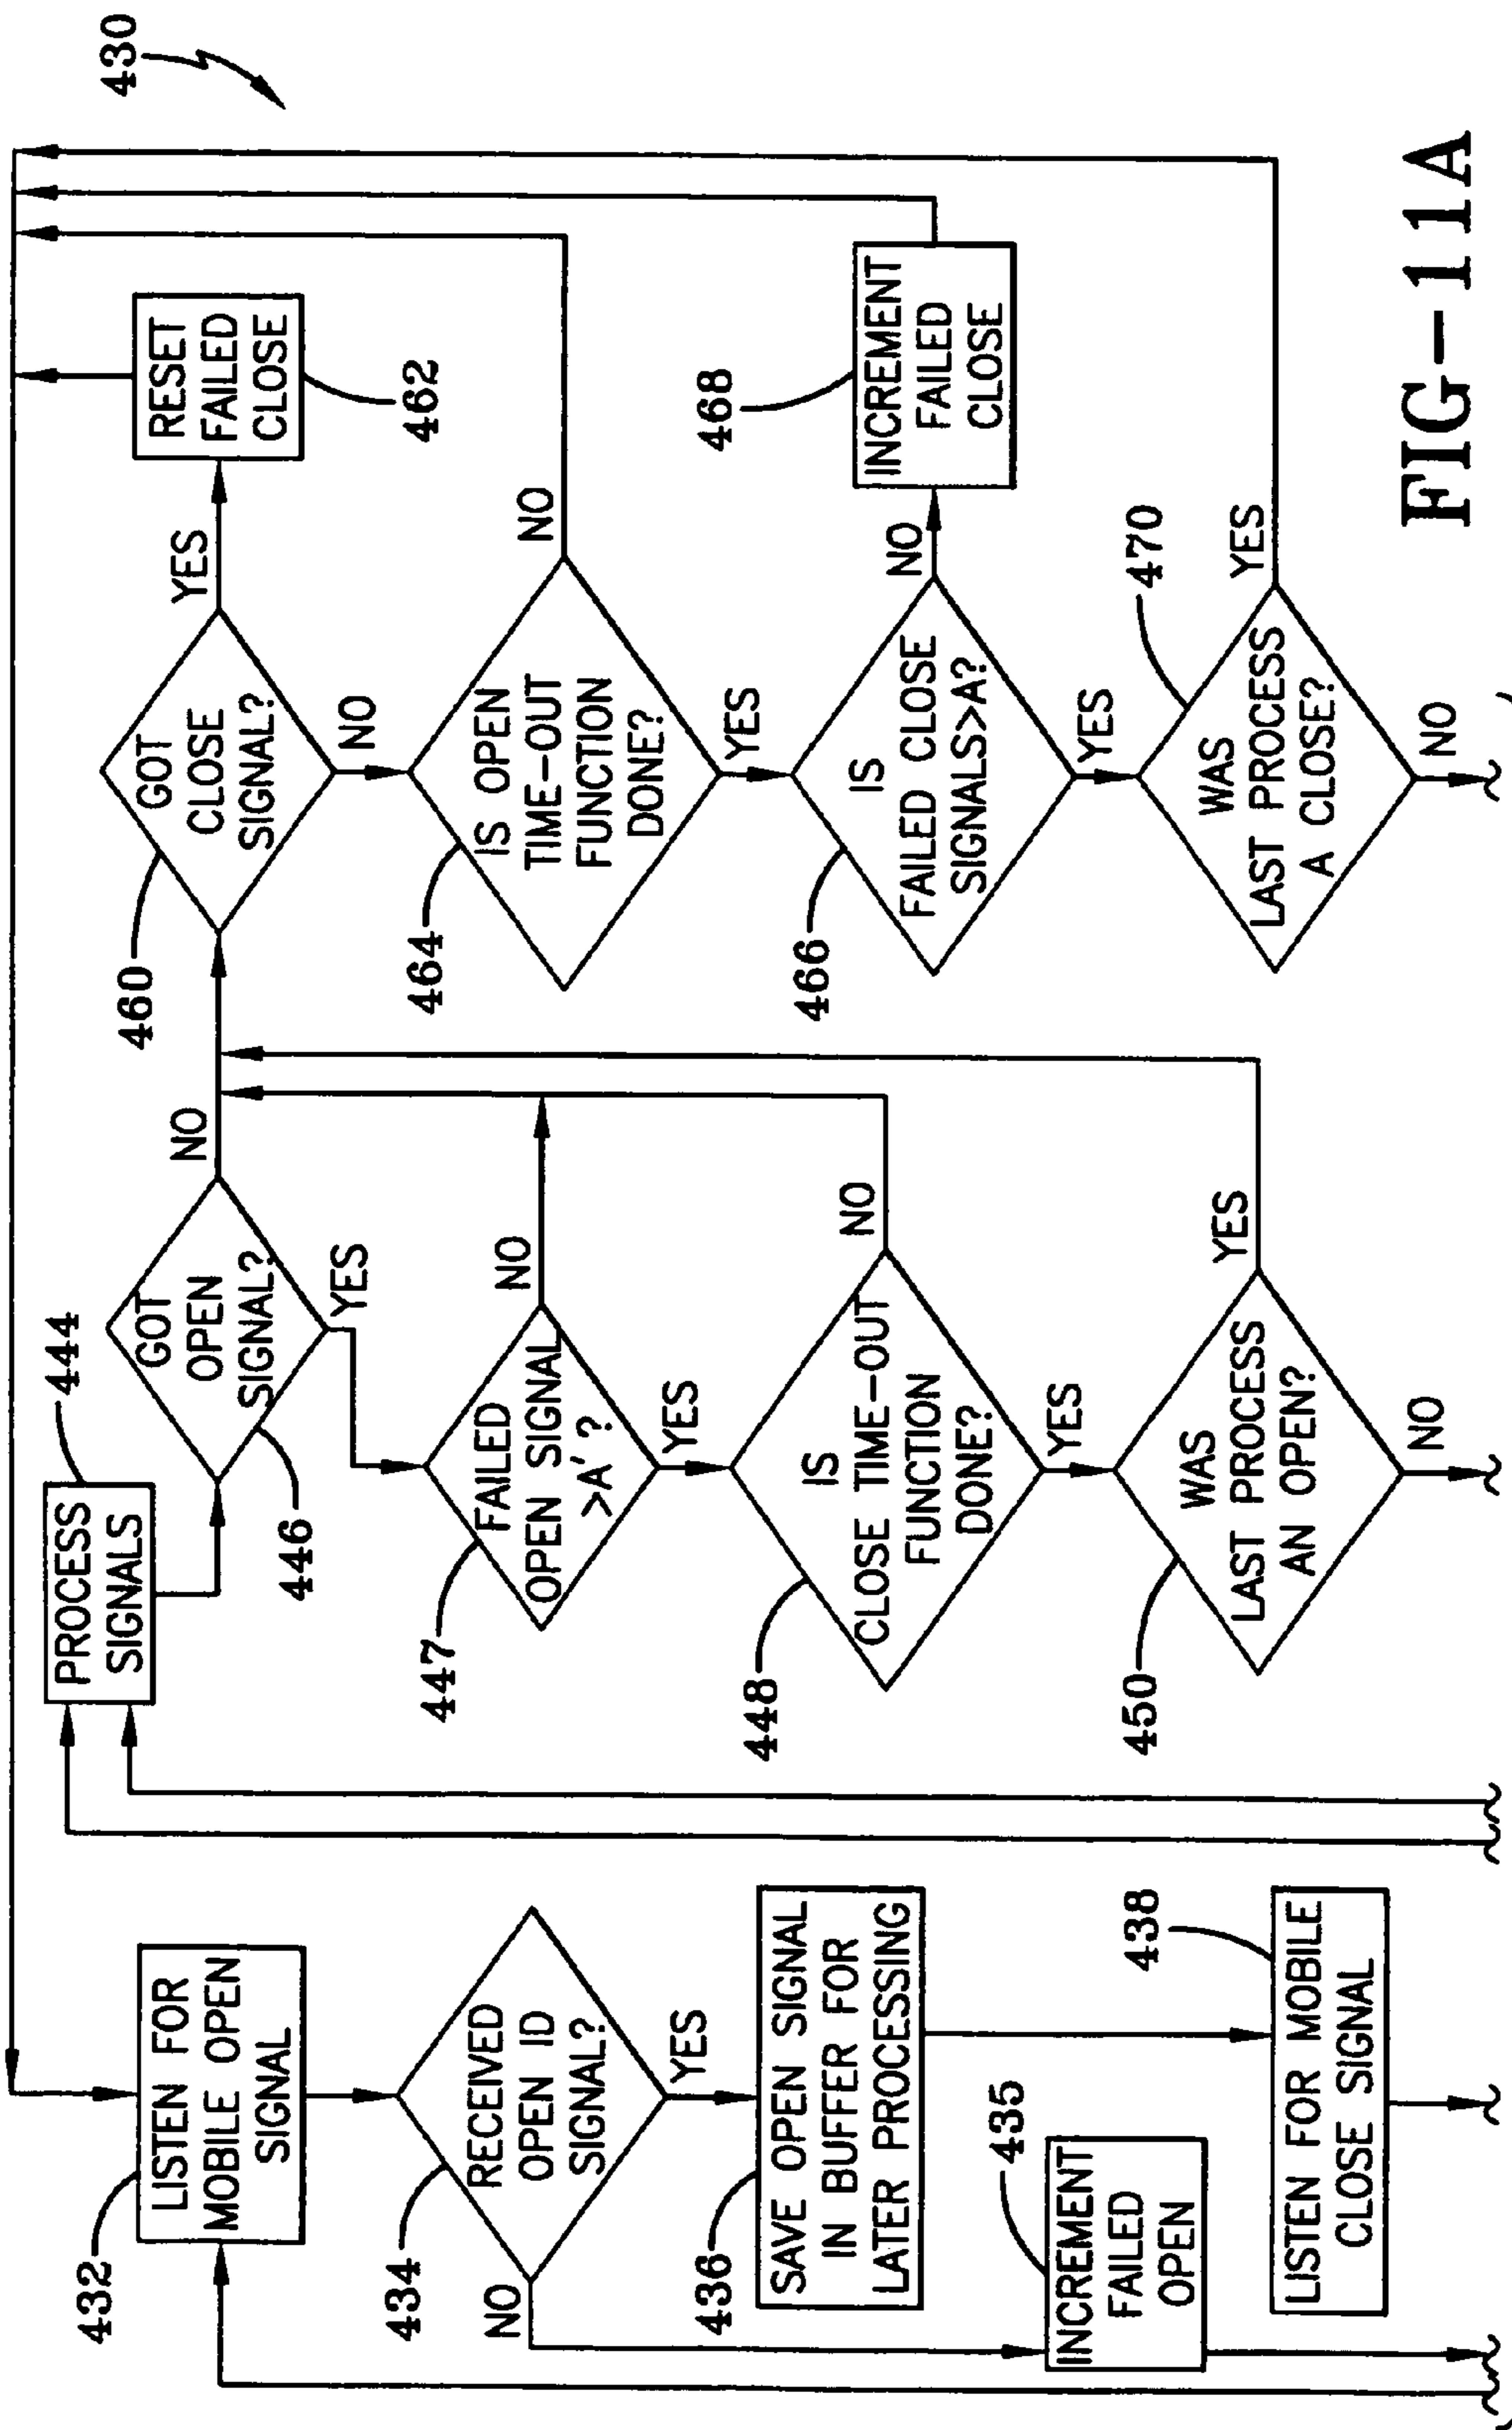 430
432
LISTEN FOR
MOBILE OPEN
SIGNAL
434
RECEIVED
OPEN ID
SIGNAL?
NO
YES
436
SAVE OPEN SIGNAL
IN BUFFER FOR
LATER PROCESSING
435
INCREMENT
FAILED
OPEN
438
LISTEN FOR MOBILE
CLOSE SIGNAL
PROCESS
SIGNALS
444
GOT
OPEN
SIGNAL?
446
NO
YES
447
FAILED
OPEN SIGNAL
>A'?
NO
YES
448
IS
CLOSE TIME-OUT
FUNCTION
DONE?
NO
YES
450
WAS
LAST PROCESS
AN OPEN?
YES
NO
460
GOT
CLOSE
SIGNAL?
YES
NO
RESET
FAILED
CLOSE
462
464
IS OPEN
TIME-OUT
FUNCTION
DONE?
NO
YES
466
IS
FAILED CLOSE
SIGNALS>A?
NO
YES
468
INCREMENT
FAILED
CLOSE
470
WAS
LAST PROCESS
A CLOSE?
YES
NO
FIG-11A